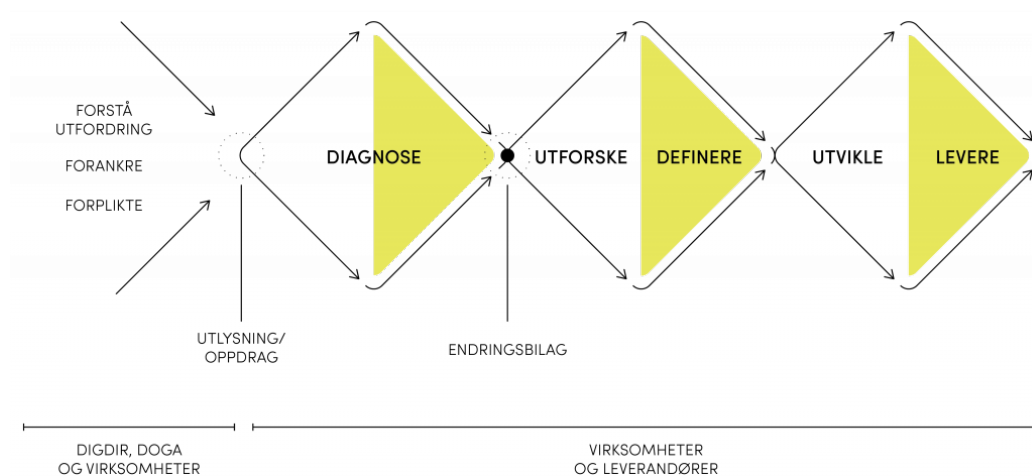 FORSTÅ
UTFORDRING
FORANKRE
FORPLIKTE
DIAGNOSE
UTFORSKE
DEFINERE
UTVIKLE
LEVERE
UTLYSNING/
OPPDRAG
ENDRINGSBILAG
DIGDIR, DOGA
OG VIRKSOMHETER
VIRKSOMHETER
OG LEVERANDØRER